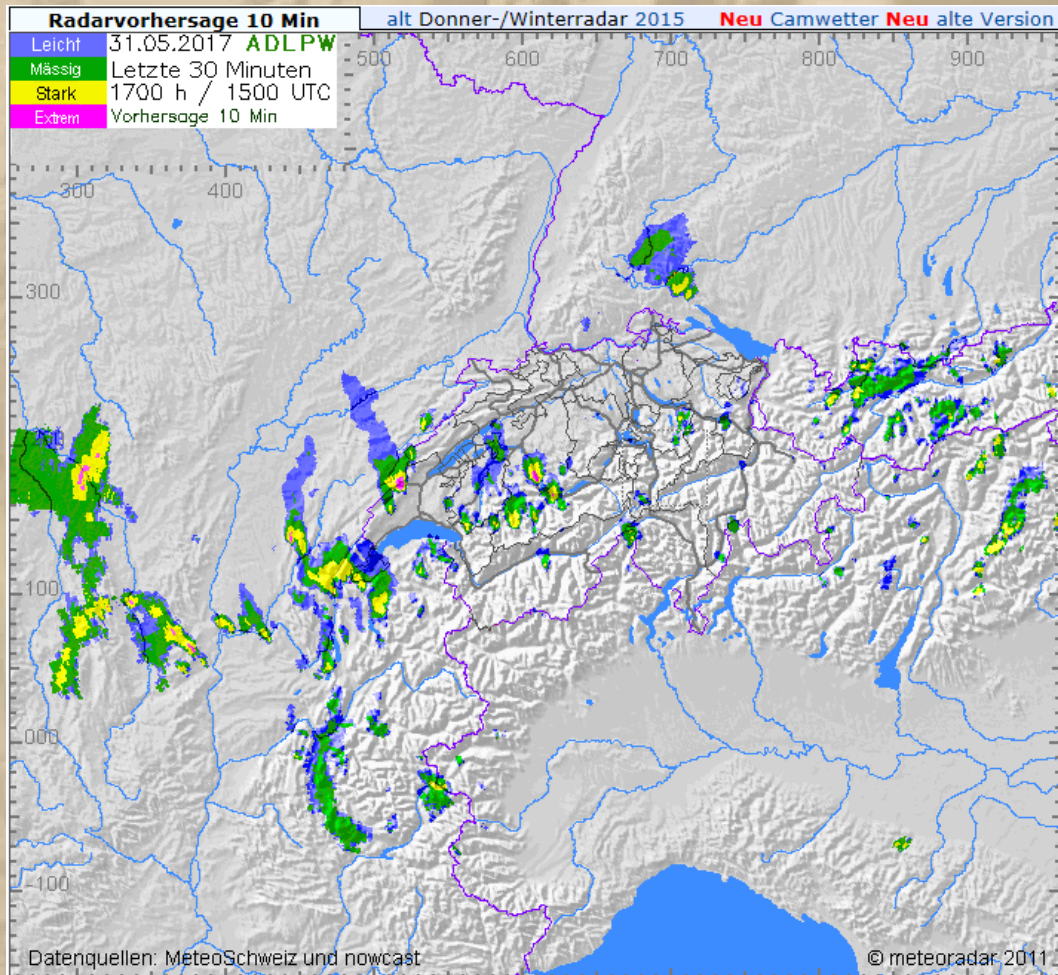 Radarvorhersage 10 Min
alt Donner-/Winterradar 2015 Neu Camwetter Neu alte Version
Leicht 31.05.2017 ADLPW
Mässig Letzte 30 Minuten
Stark 1700 h / 1500 UTC
Extrem Vorhersage 10 Min
500 600 700 800 900
300 400
300
100
000
-100
Datenquellen: MeteoSchweiz und nowcast
© meteoradar 2011